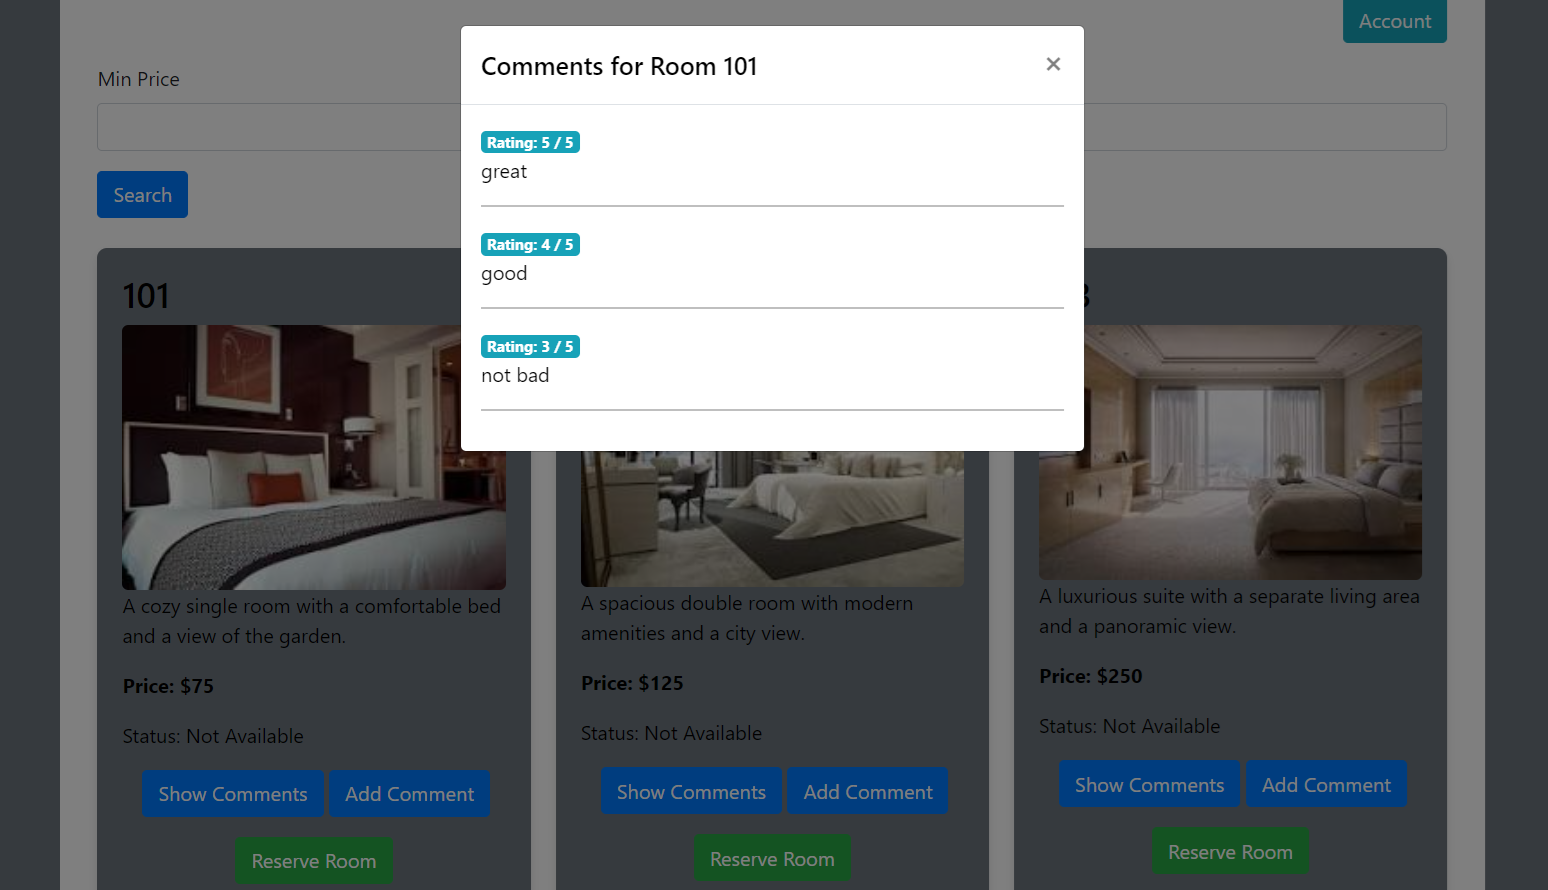 Account
Comments for Room 101
×
Min Price
Rating: 5 / 5
great
Search
Rating: 4 / 5
good
101
Rating: 3 / 5
not bad
A cozy single room with a comfortable bed
and a view of the garden.
Price: $75
Status: Not Available
Show Comments
Add Comment
Reserve Room
A spacious double room with modern
amenities and a city view.
Price: $125
Status: Not Available
Show Comments
Add Comment
Reserve Room
A luxurious suite with a separate living area
and a panoramic view.
Price: $250
Status: Not Available
Show Comments
Add Comment
Reserve Room